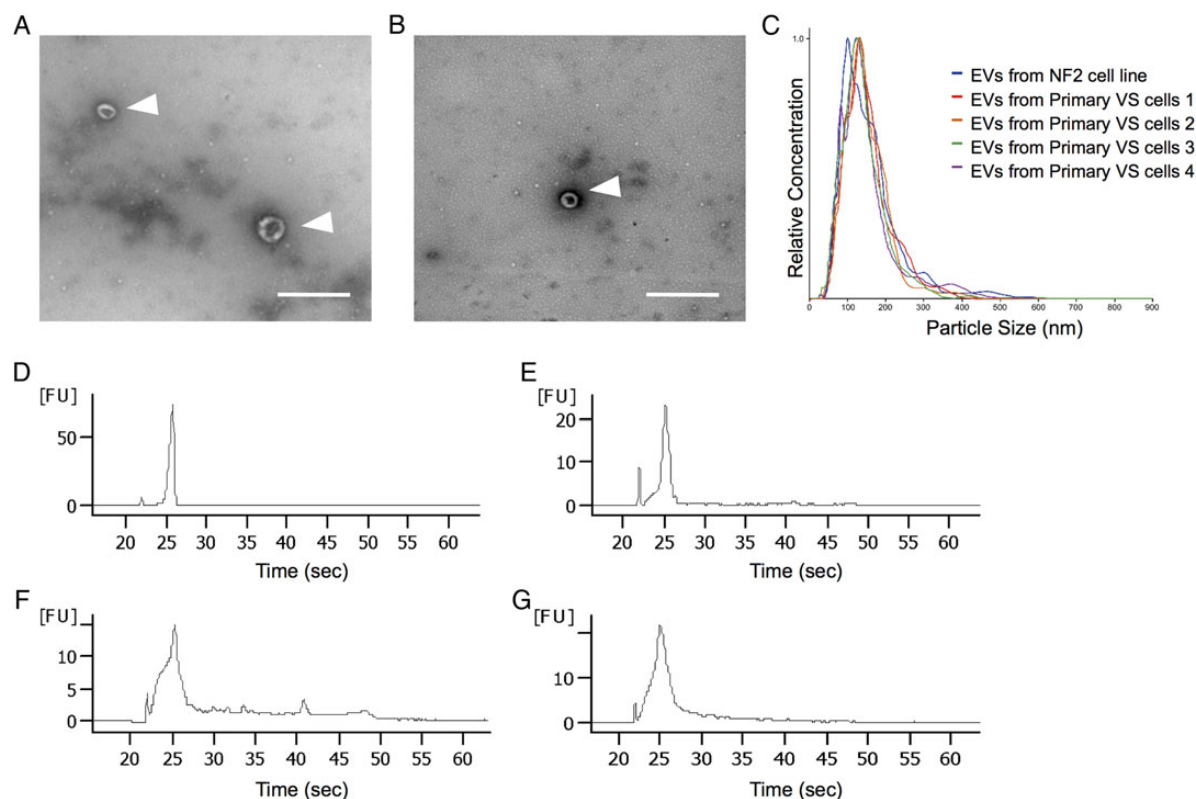 A
B
C
1.0
Relative Concentration
EVs from NF2 cell line
EVs from Primary VS cells 1
EVs from Primary VS cells 2
EVs from Primary VS cells 3
EVs from Primary VS cells 4
0 100 200 300 400 500 600 700 800 900
Particle Size (nm)
D
[FU]
50
0
20 25 30 35 40 45 50 55 60
Time (sec)
E
[FU]
20
10
0
20 25 30 35 40 45 50 55 60
Time (sec)
F
[FU]
10
5
0
20 25 30 35 40 45 50 55 60
Time (sec)
G
[FU]
10
0
20 25 30 35 40 45 50 55 60
Time (sec)